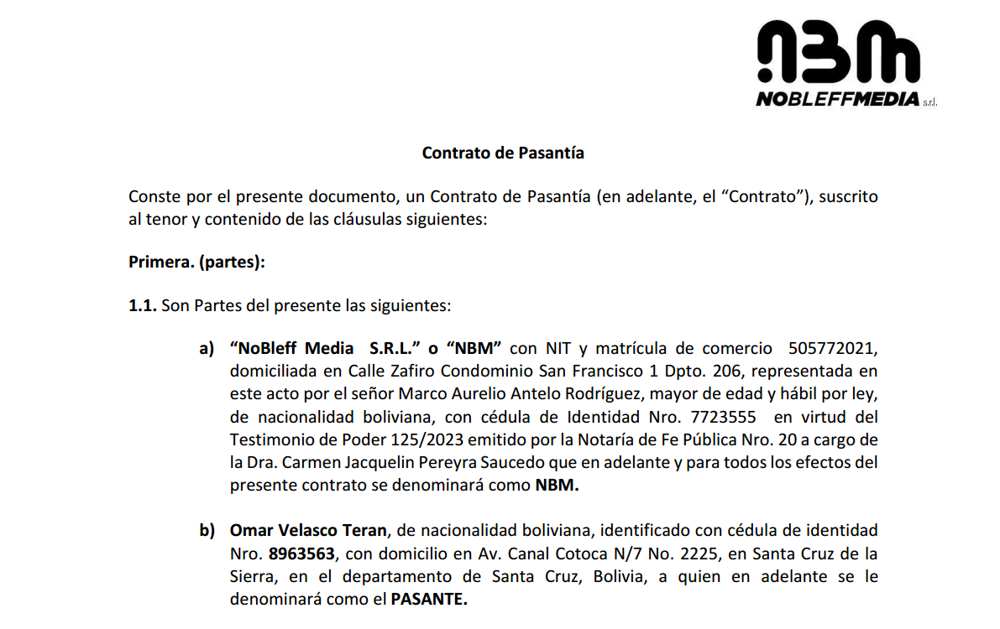 NBM
NOBLEFFMEDIA s.r.l.
Contrato de Pasantía
Conste por el presente documento, un Contrato de Pasantía (en adelante, el “Contrato”), suscrito
al tenor y contenido de las cláusulas siguientes:
Primera. (partes):
1.1. Son Partes del presente las siguientes:
a) “NoBleff Media S.R.L.” o “NBM” con NIT y matrícula de comercio 505772021,
domiciliada en Calle Zafiro Condominio San Francisco 1 Dpto. 206, representada en
este acto por el señor Marco Aurelio Antelo Rodríguez, mayor de edad y hábil por ley,
de nacionalidad boliviana, con cédula de Identidad Nro. 7723555 en virtud del
Testimonio de Poder 125/2023 emitido por la Notaría de Fe Pública Nro. 20 a cargo de
la Dra. Carmen Jacquelin Pereyra Saucedo que en adelante y para todos los efectos del
presente contrato se denominará como NBM.
b) Omar Velasco Teran, de nacionalidad boliviana, identificado con cédula de identidad
Nro. 8963563, con domicilio en Av. Canal Cotoca N/7 No. 2225, en Santa Cruz de la
Sierra, en el departamento de Santa Cruz, Bolivia, a quien en adelante se le
denominará como el PASANTE.